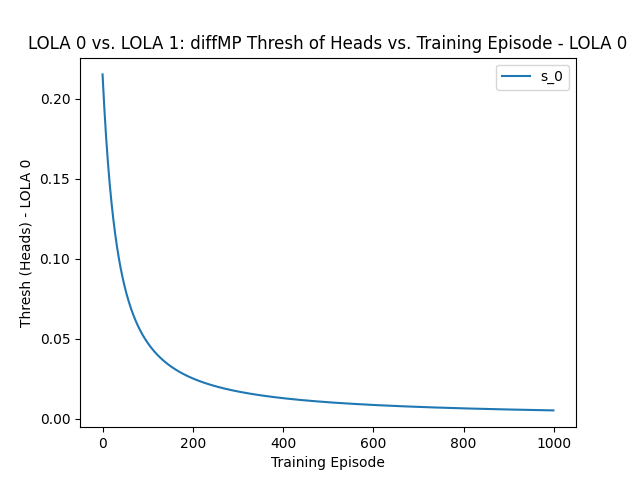 LOLA 0 vs. LOLA 1: diffMP Thresh of Heads vs. Training Episode - LOLA 0
s_0
Thresh (Heads) - LOLA 0
0.20
0.15
0.10
0.05
0.00
0
200
400
600
800
1000
Training Episode